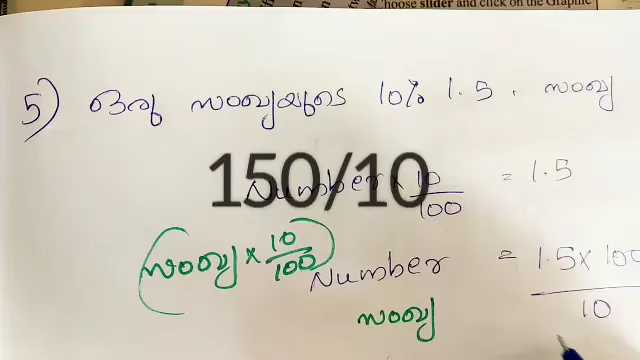 Choose slider and click on the Graphic
5) ഒരു സംഖ്യയുടെ 10% 1.5, സംഖ്യ
Number × 10/100 = 1.5
150/10
(സംഖ്യ × 10/100) Number = 1.5 × 100/10
സംഖ്യ